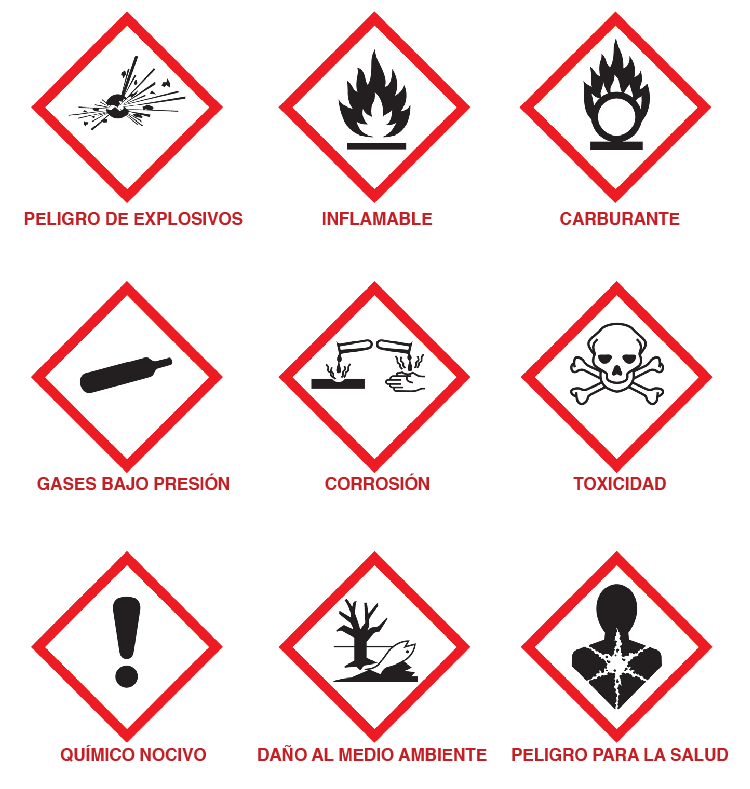 PELIGRO DE EXPLOSIVOS
INFLAMABLE
CARBURANTE
GASES BAJO PRESIÓN
CORROSIÓN
TOXICIDAD
QUÍMICO NOCIVO
DAÑO AL MEDIO AMBIENTE
PELIGRO PARA LA SALUD